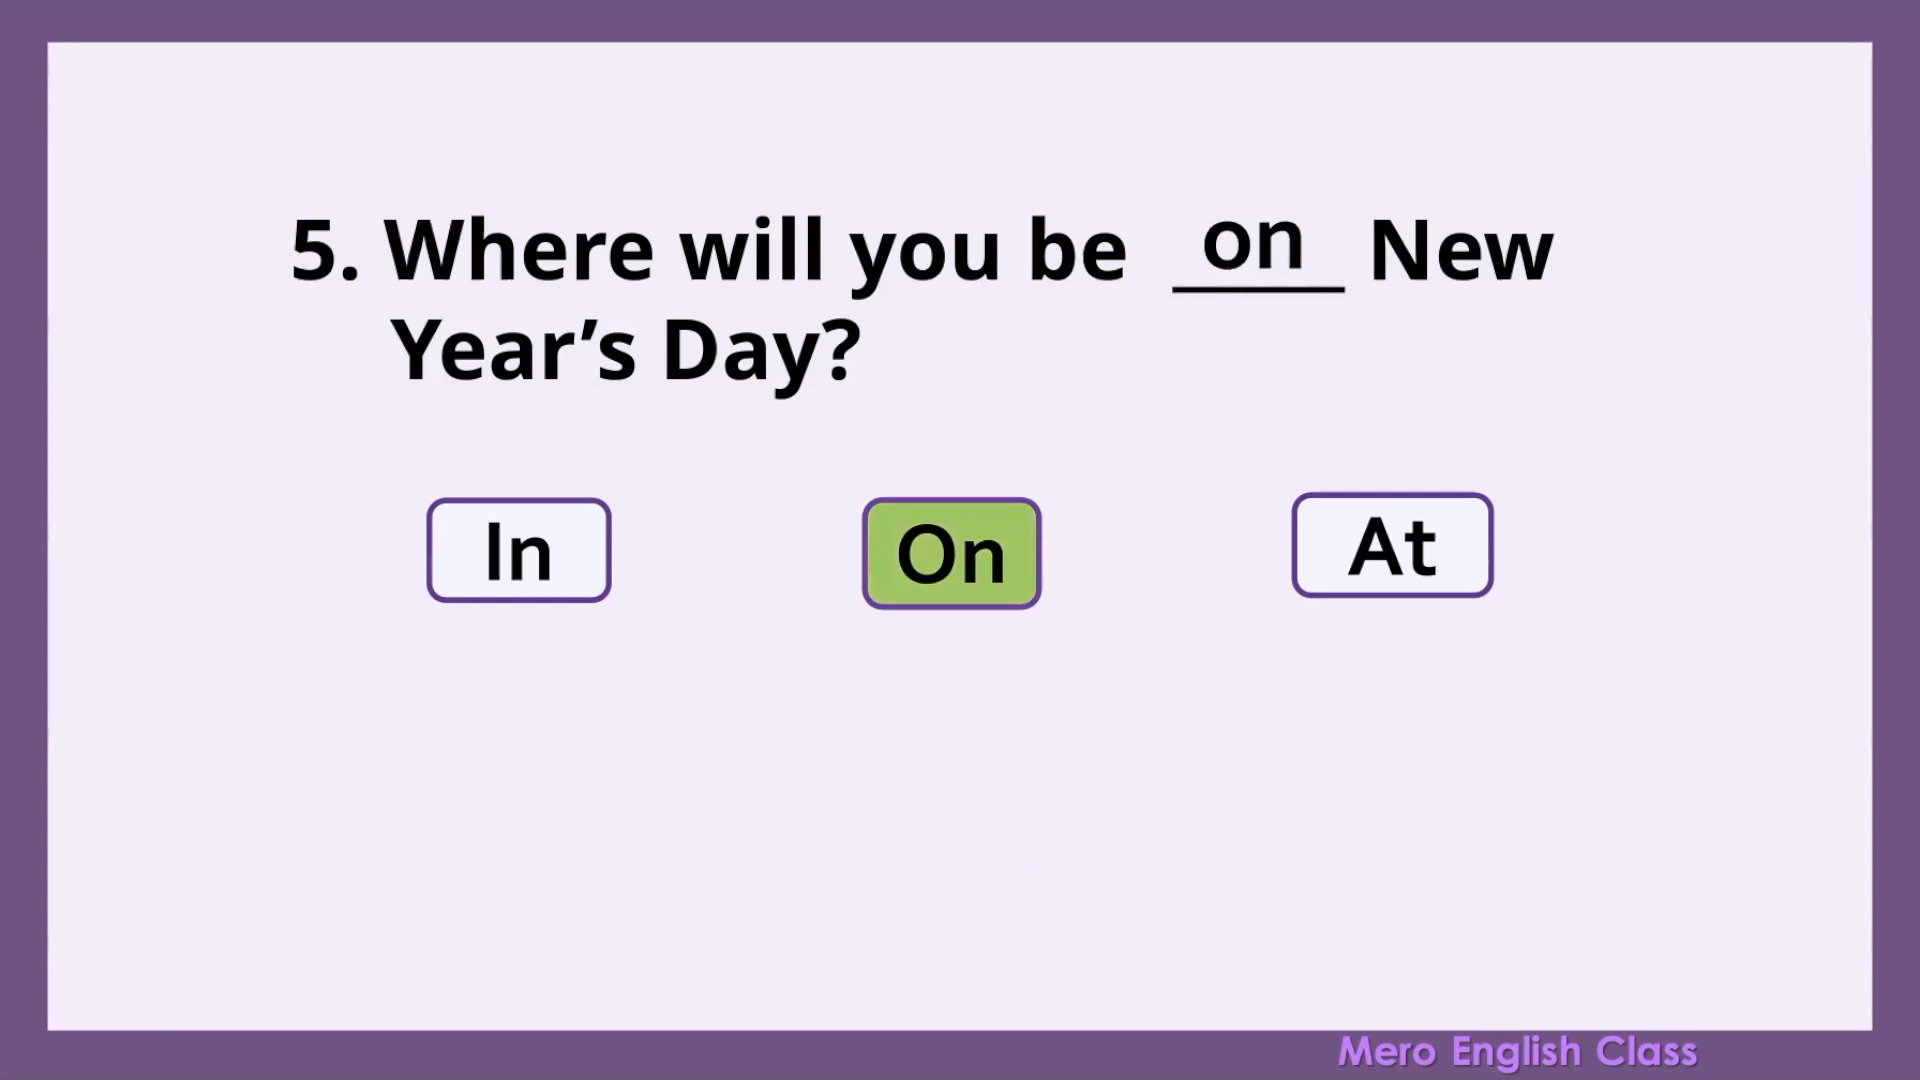 5. Where will you be on New
Year’s Day?
In On At
Mero English Class